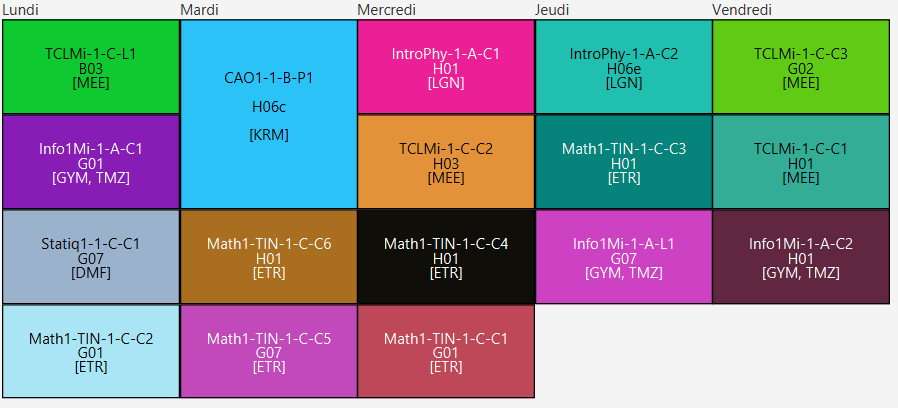 Lundi
Mardi
Mercredi
Jeudi
Vendredi
TCLMi-1-C-L1
B03
[MEE]
CAO1-1-B-P1
H06c
[KRM]
IntroPhy-1-A-C1
H01
[LGN]
IntroPhy-1-A-C2
H06e
[LGN]
TCLMi-1-C-C3
G02
[MEE]
Info1Mi-1-A-C1
G01
[GYM, TMZ]
TCLMi-1-C-C2
H03
[MEE]
Math1-TIN-1-C-C3
H01
[ETR]
TCLMi-1-C-C1
H01
[MEE]
Statiq1-1-C-C1
G07
[DMF]
Math1-TIN-1-C-C6
H01
[ETR]
Math1-TIN-1-C-C4
H01
[ETR]
Info1Mi-1-A-L1
G07
[GYM, TMZ]
Info1Mi-1-A-C2
H01
[GYM, TMZ]
Math1-TIN-1-C-C2
G01
[ETR]
Math1-TIN-1-C-C5
G07
[ETR]
Math1-TIN-1-C-C1
G01
[ETR]